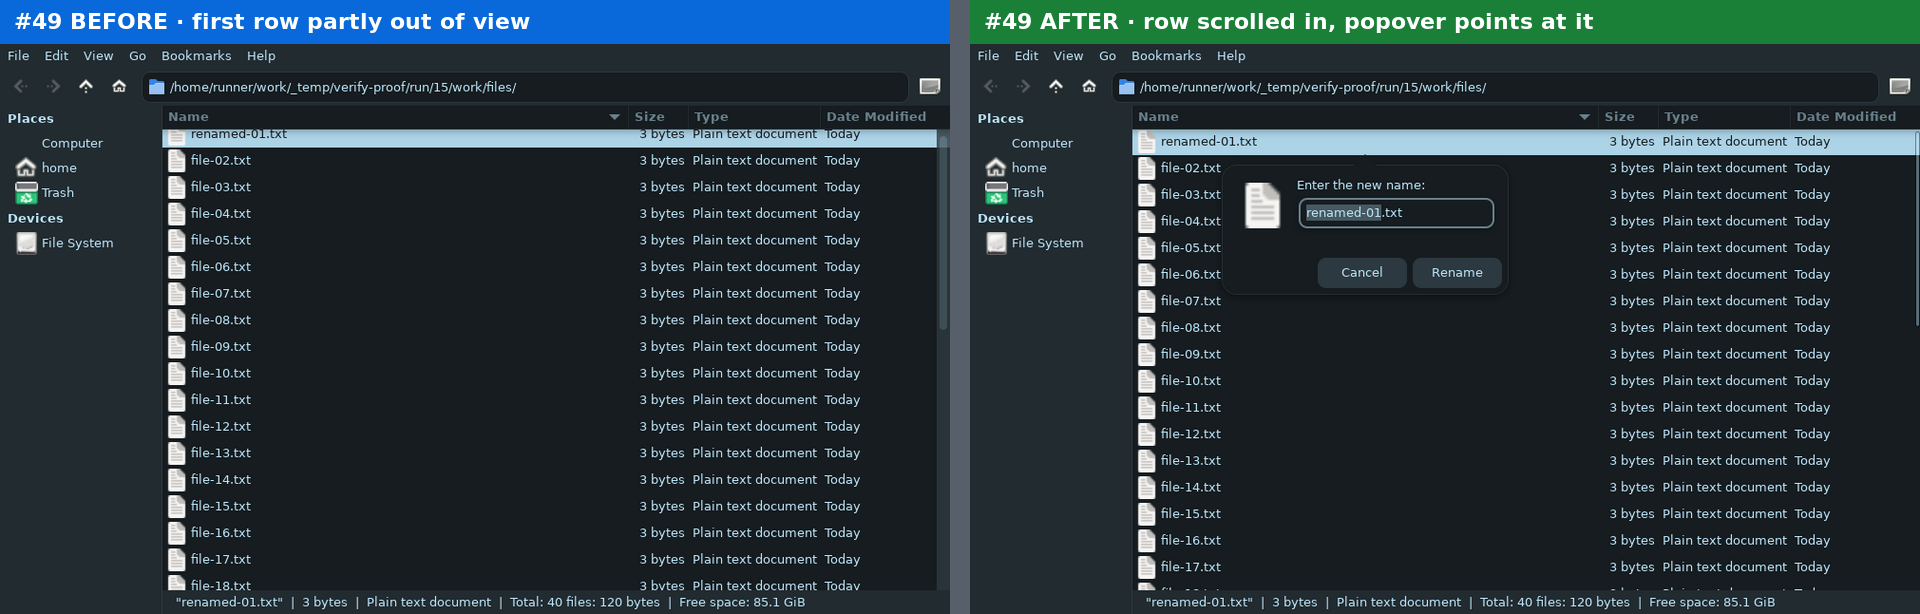 #49 BEFORE · first row partly out of view
File Edit View Go Bookmarks Help
/home/runner/work/_temp/verify-proof/run/15/work/files/
Places
Computer
home
Trash
Devices
File System
Name Size Type Date Modified
renamed-01.txt 3 bytes Plain text document Today
file-02.txt 3 bytes Plain text document Today
file-03.txt 3 bytes Plain text document Today
file-04.txt 3 bytes Plain text document Today
file-05.txt 3 bytes Plain text document Today
file-06.txt 3 bytes Plain text document Today
file-07.txt 3 bytes Plain text document Today
file-08.txt 3 bytes Plain text document Today
file-09.txt 3 bytes Plain text document Today
file-10.txt 3 bytes Plain text document Today
file-11.txt 3 bytes Plain text document Today
file-12.txt 3 bytes Plain text document Today
file-13.txt 3 bytes Plain text document Today
file-14.txt 3 bytes Plain text document Today
file-15.txt 3 bytes Plain text document Today
file-16.txt 3 bytes Plain text document Today
file-17.txt 3 bytes Plain text document Today
file-18.txt 3 bytes Plain text document Today
"renamed-01.txt" | 3 bytes | Plain text document | Total: 40 files: 120 bytes | Free space: 85.1 GiB
#49 AFTER · row scrolled in, popover points at it
File Edit View Go Bookmarks Help
/home/runner/work/_temp/verify-proof/run/15/work/files/
Places
Computer
home
Trash
Devices
File System
Name Size Type Date Modified
renamed-01.txt 3 bytes Plain text document Today
file-02.txt 3 bytes Plain text document Today
file-03.txt 3 bytes Plain text document Today
file-04.txt 3 bytes Plain text document Today
file-05.txt 3 bytes Plain text document Today
file-06.txt 3 bytes Plain text document Today
file-07.txt 3 bytes Plain text document Today
file-08.txt 3 bytes Plain text document Today
file-09.txt 3 bytes Plain text document Today
file-10.txt 3 bytes Plain text document Today
file-11.txt 3 bytes Plain text document Today
file-12.txt 3 bytes Plain text document Today
file-13.txt 3 bytes Plain text document Today
file-14.txt 3 bytes Plain text document Today
file-15.txt 3 bytes Plain text document Today
file-16.txt 3 bytes Plain text document Today
file-17.txt 3 bytes Plain text document Today
Enter the new name:
renamed-01.txt
Cancel Rename
"renamed-01.txt" | 3 bytes | Plain text document | Total: 40 files: 120 bytes | Free space: 85.1 GiB